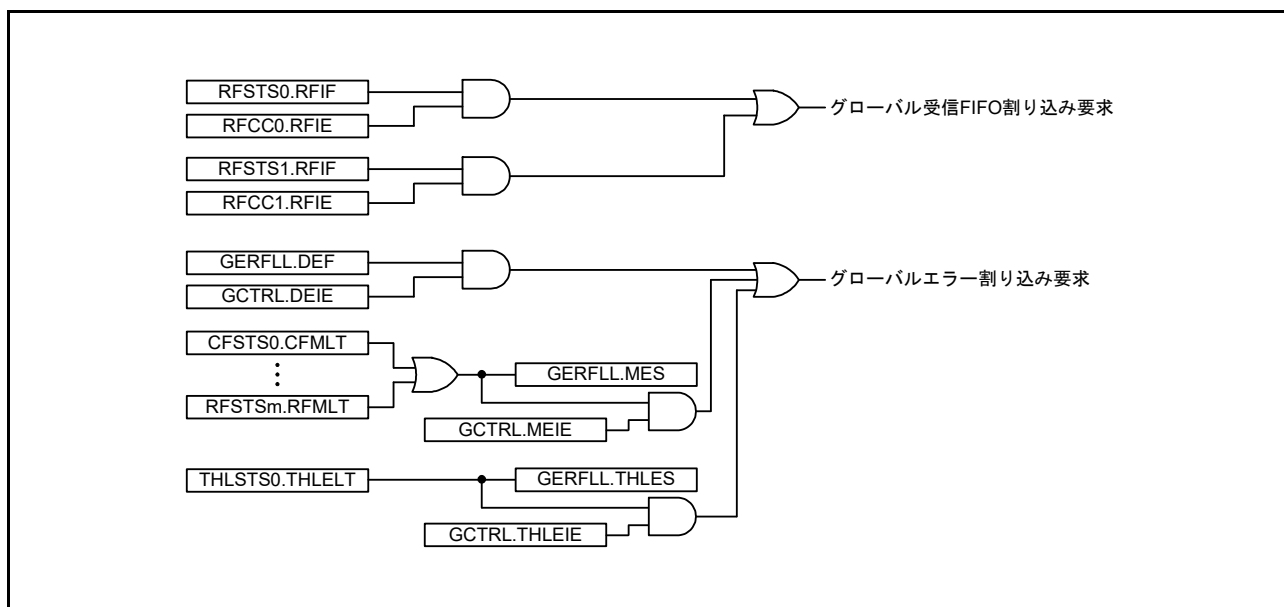 RFSTS0.RFIF
RFCC0.RFIE
グローバル受信FIFO割り込み要求
RFSTS1.RFIF
RFCC1.RFIE
GERFLL.DEF
GCTRL.DEIE
グローバルエラー割り込み要求
CFSTS0.CFMLT
GERFLL.MES
RFSTSm.RFMLT
GCTRL.MEIE
THLSTS0.THLELT
GERFLL.THLES
GCTRL.THLEIE